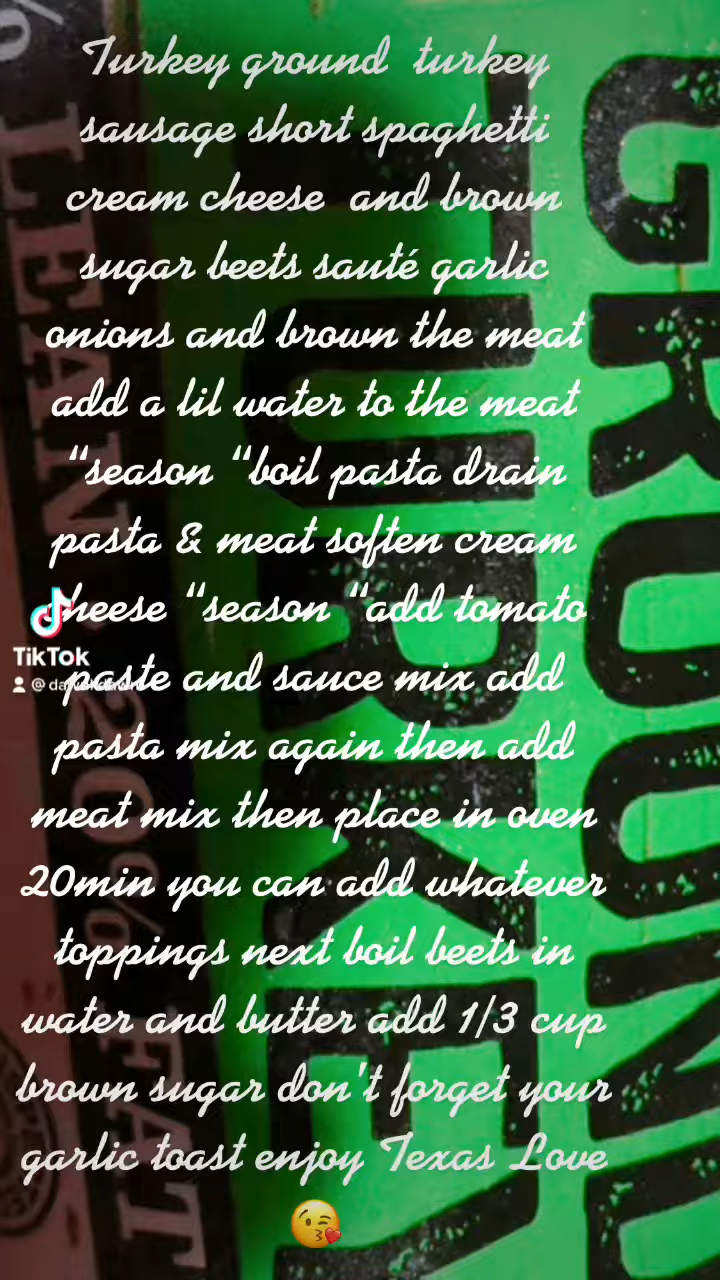 Turkey ground turkey
sausage short spaghetti
cream cheese and brown
sugar beets sauté garlic
onions and brown the meat
add a lil water to the meat
"season "boil pasta drain
pasta & meat soften cream
cheese "season "add tomato
paste and sauce mix add
pasta mix again then add
meat mix then place in oven
20min you can add whatever
toppings next boil beets in
water and butter add 1/3 cup
brown sugar don't forget your
garlic toast enjoy Texas Love
😘
TikTok
GROUND
TURKEY
LEAN
20% FAT